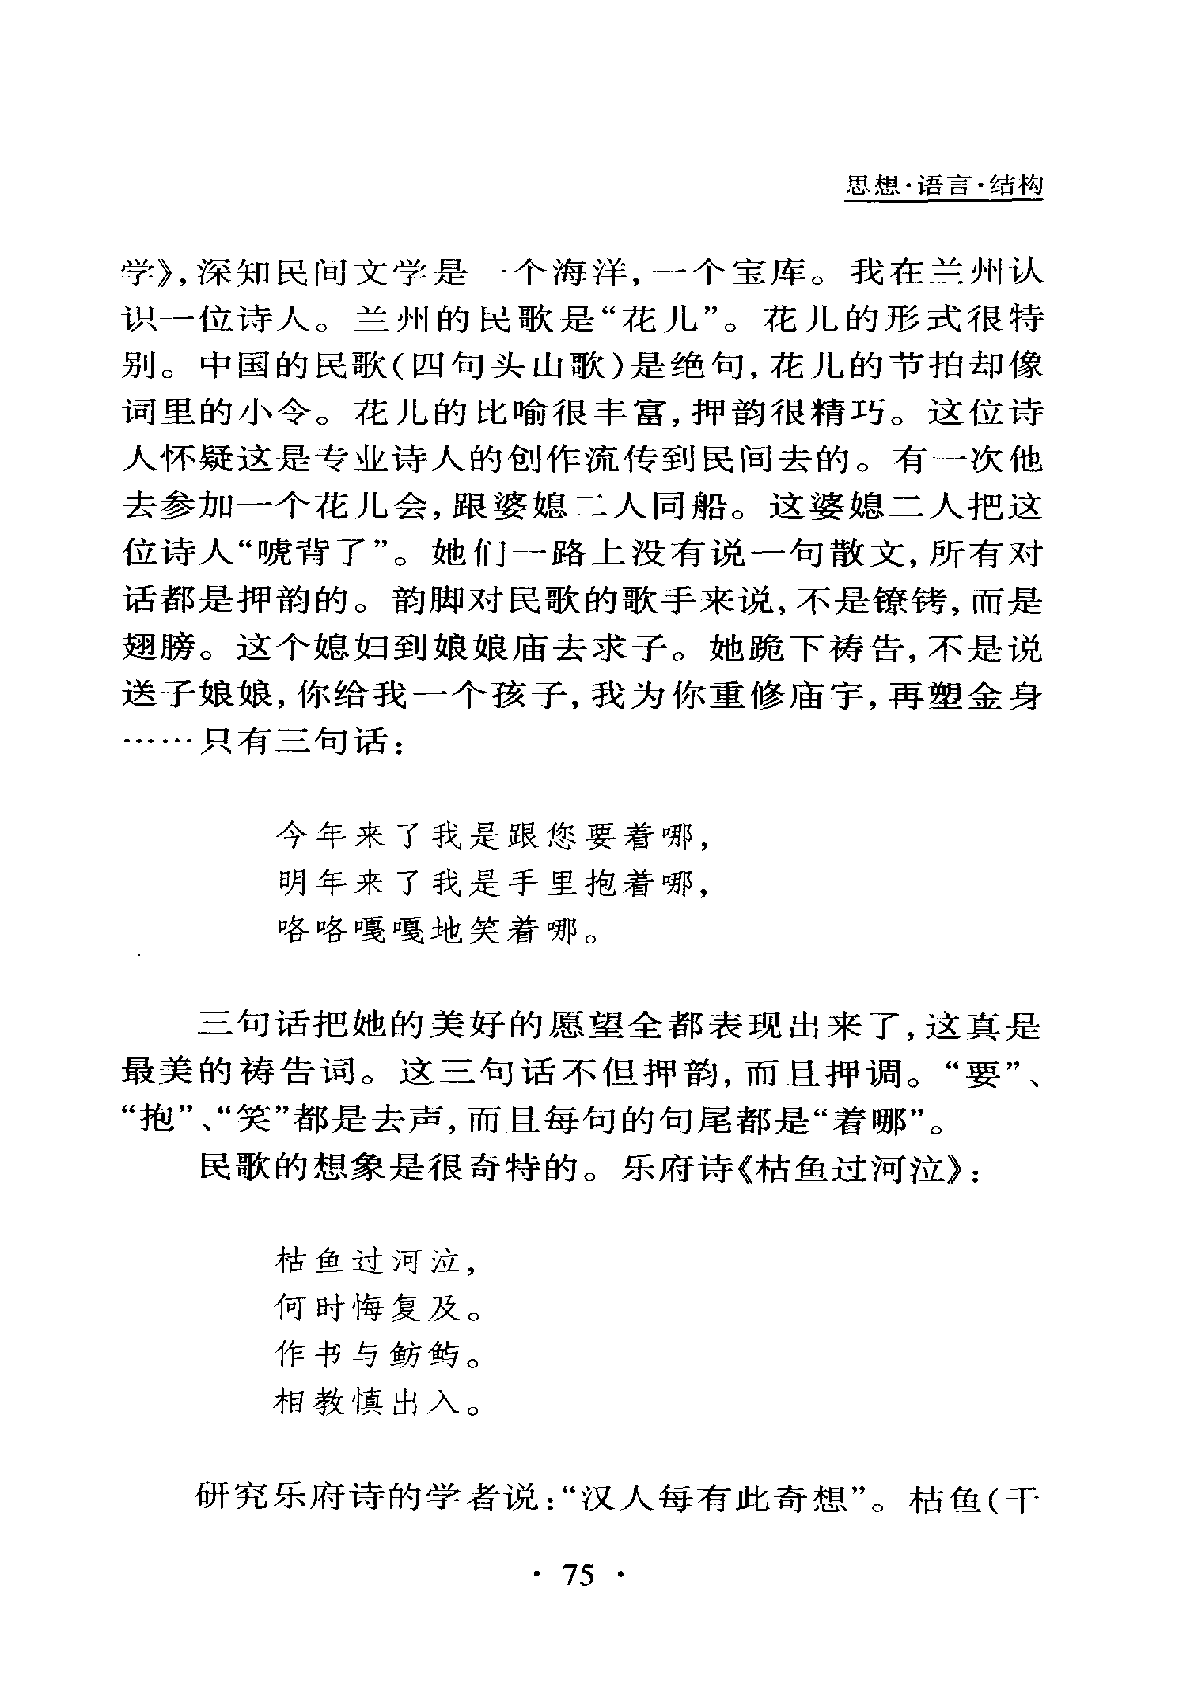 思想·语言·结构
学》,深知民间文学是一个海洋,一个宝库。我在兰州认
识一位诗人。兰州的民歌是“花儿”。花儿的形式很特
别。中国的民歌(四句头山歌)是绝句,花儿的节拍却像
词里的小令。花儿的比喻很丰富,押韵很精巧。这位诗
人怀疑这是专业诗人的创作流传到民间去的。有一次他
去参加一个花儿会,跟婆媳二人同船。这婆媳二人把这
位诗人“唬背了”。她们一路上没有说一句散文,所有对
话都是押韵的。韵脚对民歌的歌手来说,不是镣铐,而是
翅膀。这个媳妇到娘娘庙去求子。她跪下祷告,不是说
送子娘娘,你给我一个孩子,我为你重修庙宇,再塑金身
……只有三句话:
今年来了我是跟您要着哪,
明年来了我是手里抱着哪,
咯咯嘎嘎地笑着哪。
三句话把她的美好的愿望全都表现出来了,这真是
最美的祷告词。这三句话不但押韵,而且押调。“要”、
“抱”、“笑”都是去声,而且每句的句尾都是“着哪”。
民歌的想象是很奇特的。乐府诗《枯鱼过河泣》:
枯鱼过河泣,
何时悔复及。
作书与鲂鱮。
相教慎出入。
研究乐府诗的学者说:“汉人每有此奇想”。枯鱼(干
· 75 ·